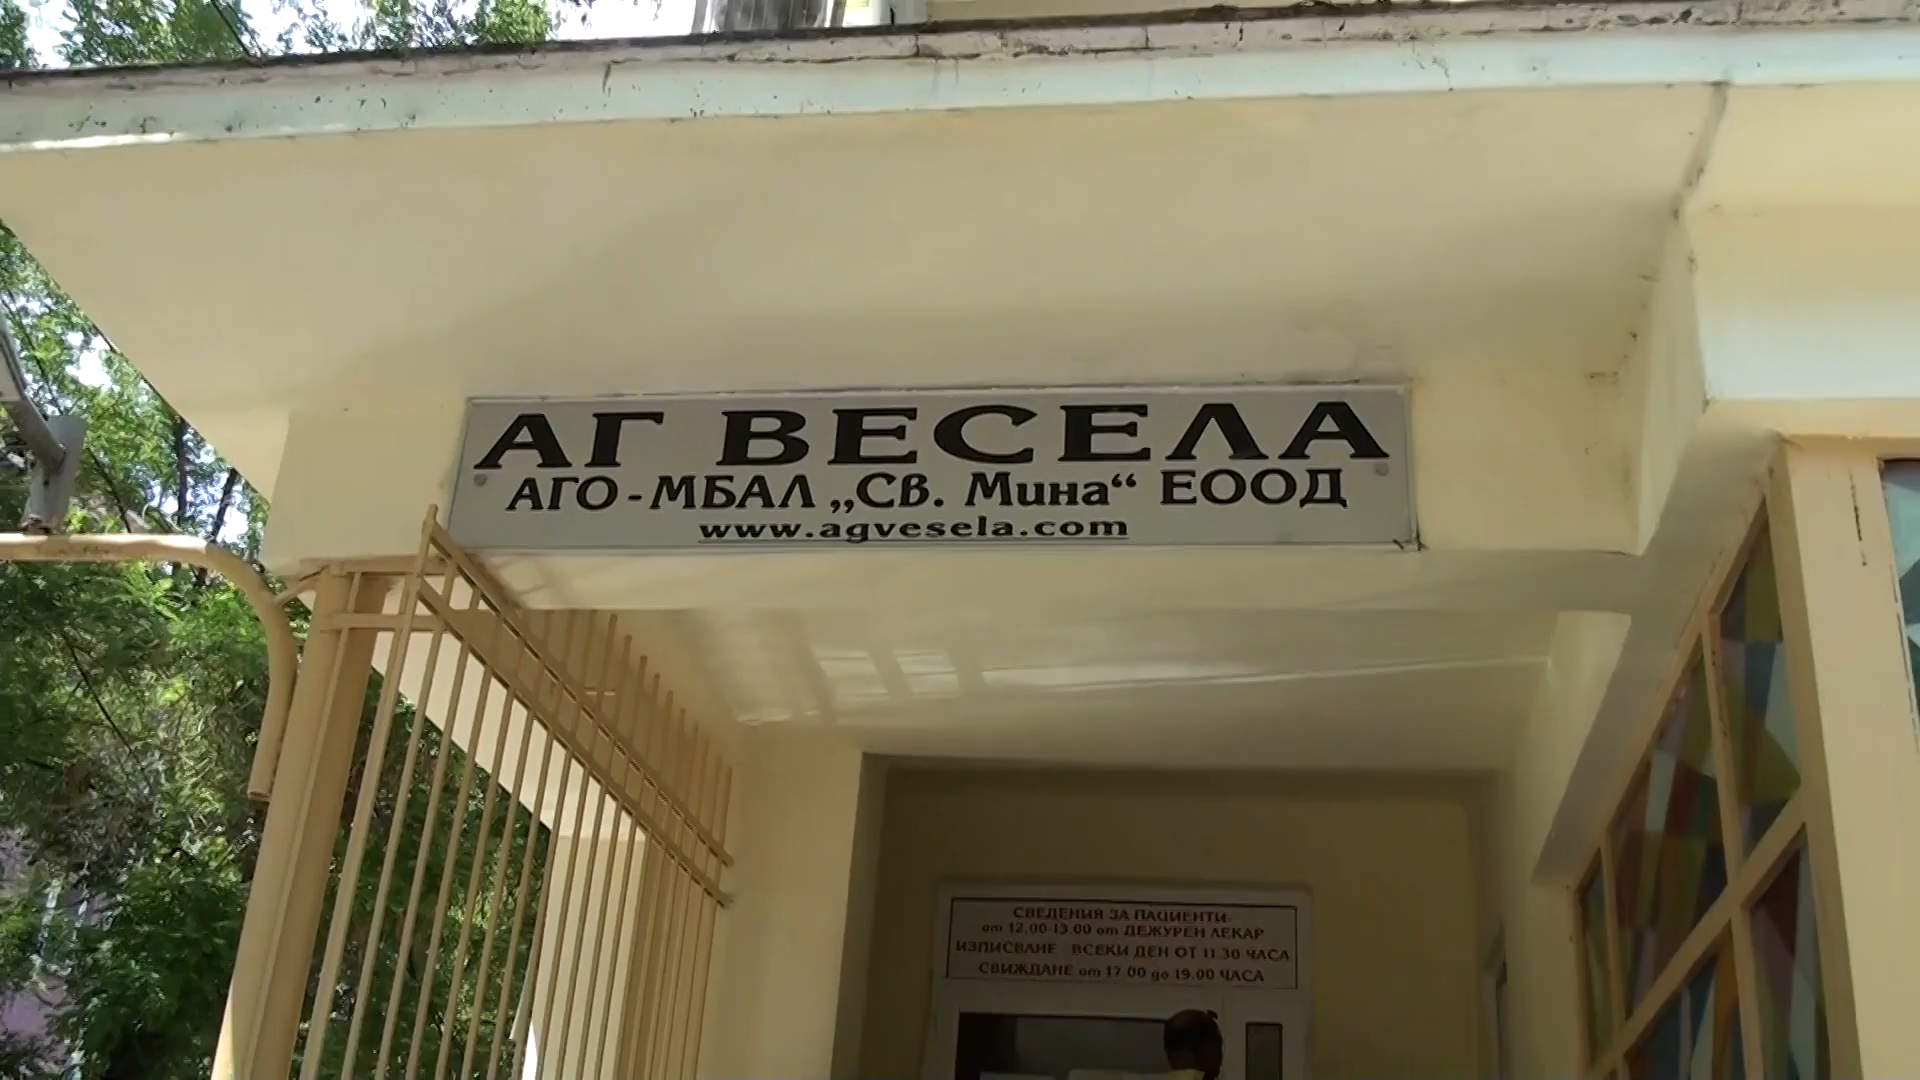 АГ ВЕСЕЛА
АГО - МБАЛ „Св. Мина“ ЕООД
www.agvesela.com
СВЕДЕНИЯ ЗА ПАЦИЕНТИ:
от 12.00-13.00 от ДЕЖУРЕН ЛЕКАР
ИЗПИСВАНЕ ВСЕКИ ДЕН ОТ 11.30 ЧАСА
СВИЖДАНЕ от 17.00 до 19.00 ЧАСА